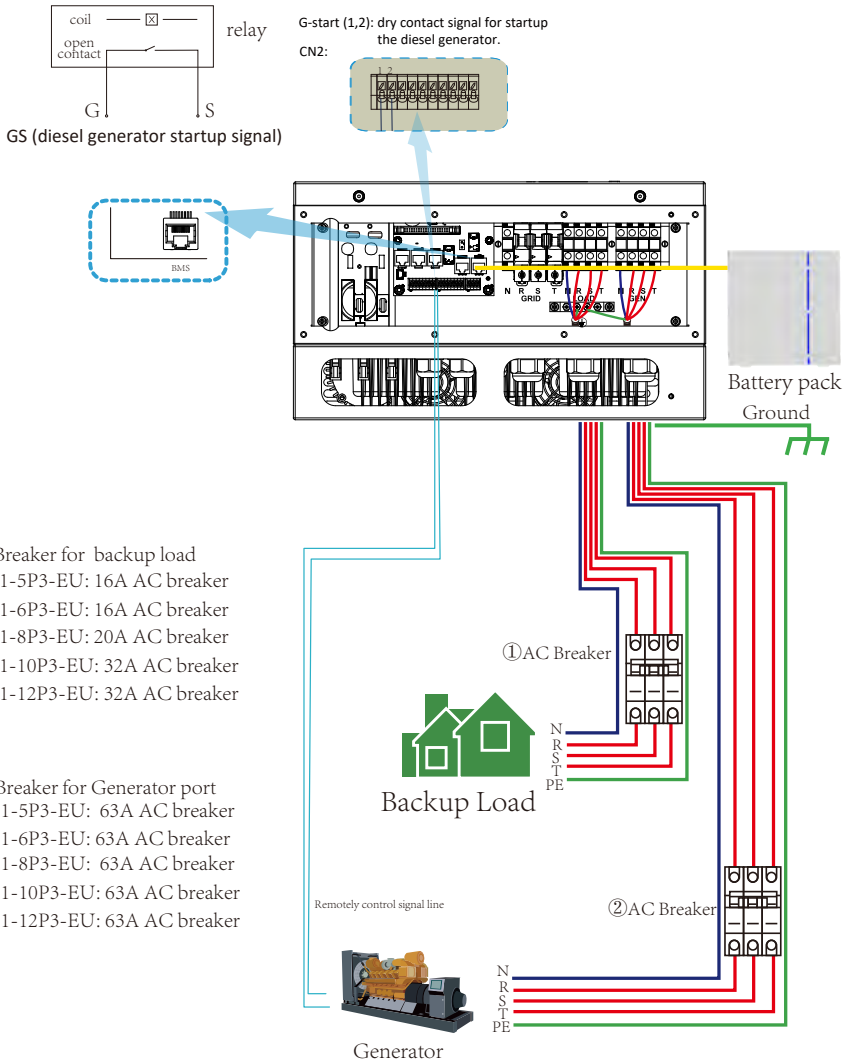 coil
open
contact
relay
G S
GS (diesel generator startup signal)
G-start (1,2): dry contact signal for startup
the diesel generator.
CN2:
1 2
BMS
N R S T N R S T N R S T
GRID LOAD GEN
Battery pack
Ground
Breaker for backup load
1-5P3-EU: 16A AC breaker
1-6P3-EU: 16A AC breaker
1-8P3-EU: 20A AC breaker
1-10P3-EU: 32A AC breaker
1-12P3-EU: 32A AC breaker
①AC Breaker
N
R
S
T
PE
Backup Load
Breaker for Generator port
1-5P3-EU: 63A AC breaker
1-6P3-EU: 63A AC breaker
1-8P3-EU: 63A AC breaker
1-10P3-EU: 63A AC breaker
1-12P3-EU: 63A AC breaker
Remotely control signal line
②AC Breaker
N
R
S
T
PE
Generator